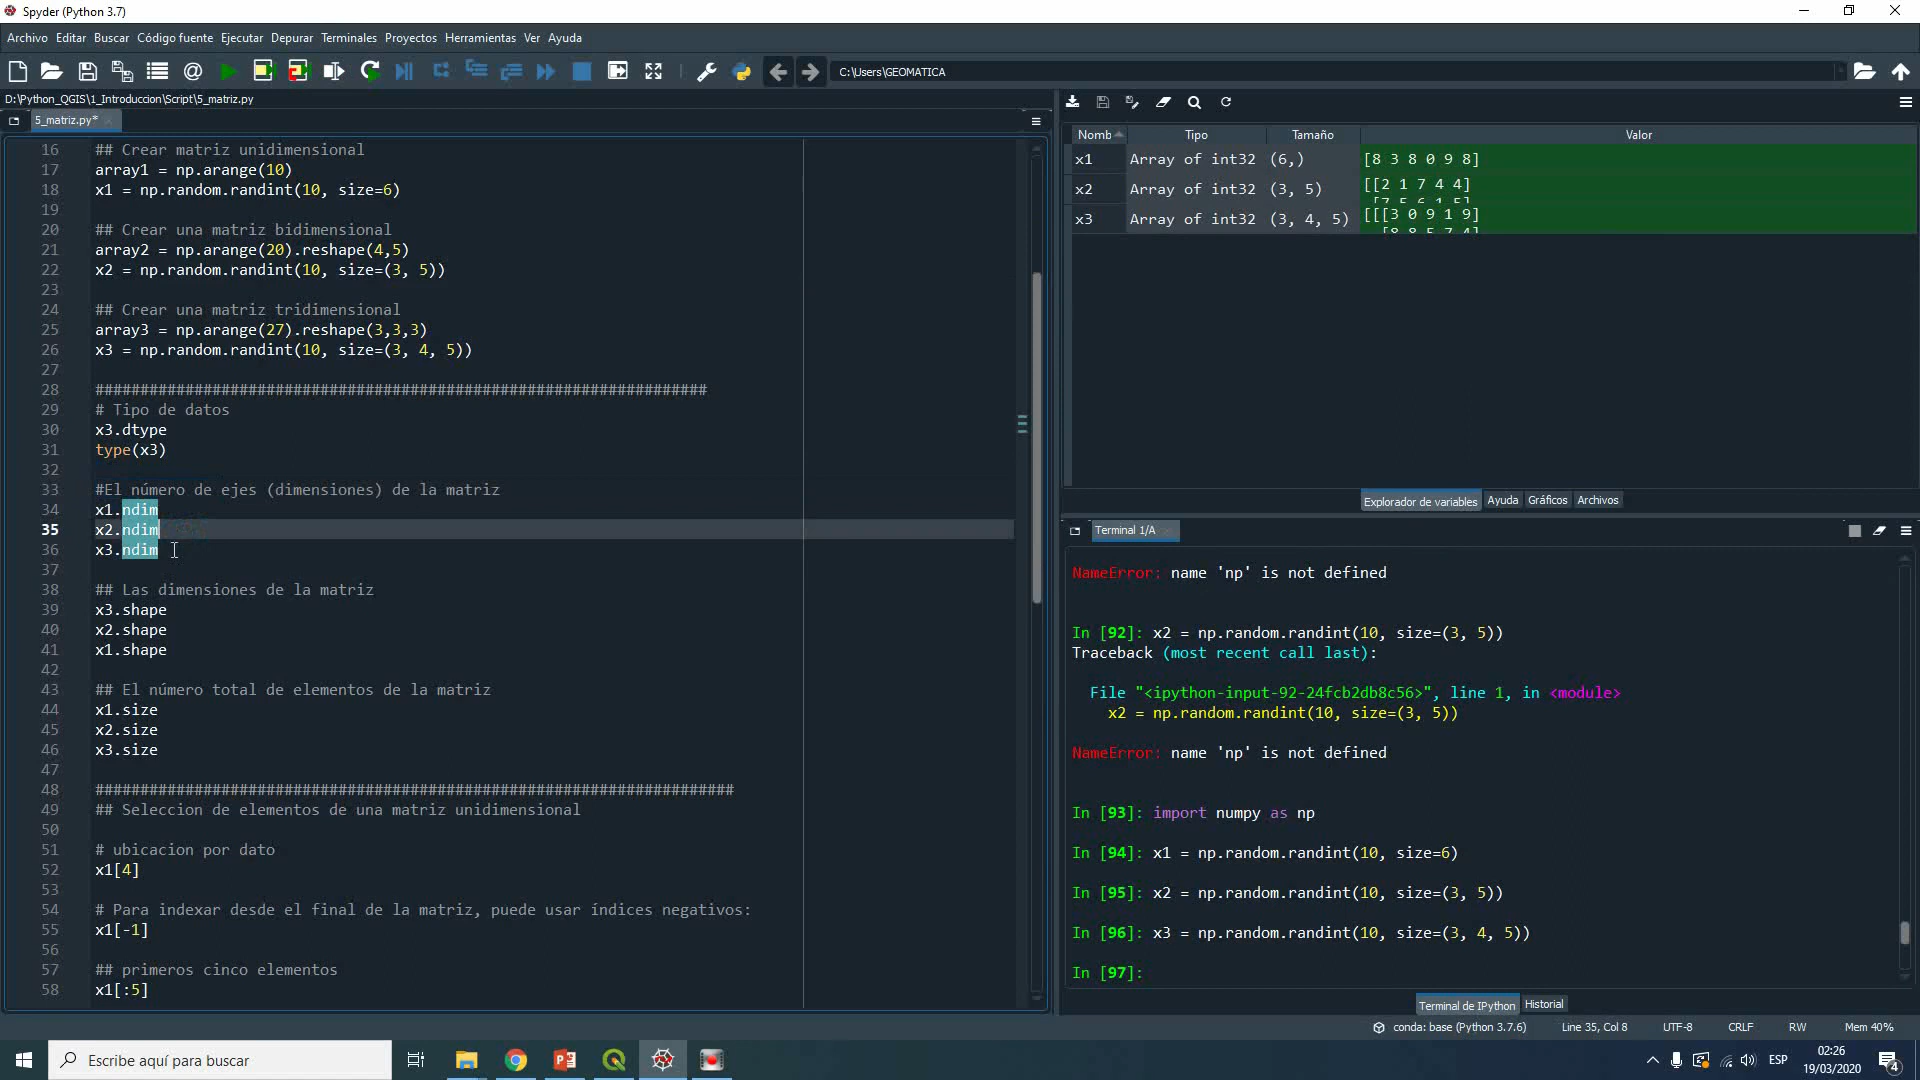 Spyder (Python 3.7)
Archivo Editar Buscar Código fuente Ejecutar Depurar Terminales Proyectos Herramientas Ver Ayuda
C:\Users\GEOMATICA
D:\Python_QGIS\1_Introduccion\Script\5_matriz.py
5_matriz.py*
16 ## Crear matriz unidimensional
17 array1 = np.arange(10)
18 x1 = np.random.randint(10, size=6)
19
20 ## Crear una matriz bidimensional
21 array2 = np.arange(20).reshape(4,5)
22 x2 = np.random.randint(10, size=(3, 5))
23
24 ## Crear una matriz tridimensional
25 array3 = np.arange(27).reshape(3,3,3)
26 x3 = np.random.randint(10, size=(3, 4, 5))
27
28 ####################################################################
29 # Tipo de datos
30 x3.dtype
31 type(x3)
32
33 #El número de ejes (dimensiones) de la matriz
34 x1.ndim
35 x2.ndim
36 x3.ndim
37
38 ## Las dimensiones de la matriz
39 x3.shape
40 x2.shape
41 x1.shape
42
43 ## El número total de elementos de la matriz
44 x1.size
45 x2.size
46 x3.size
47
48 #######################################################################
49 ## Seleccion de elementos de una matriz unidimensional
50
51 # ubicacion por dato
52 x1[4]
53
54 # Para indexar desde el final de la matriz, puede usar índices negativos:
55 x1[-1]
56
57 ## primeros cinco elementos
58 x1[:5]
Nomb Tipo Tamaño Valor
x1 Array of int32 (6,) [8 3 8 0 9 8]
x2 Array of int32 (3, 5) [[2 1 7 4 4]
[7 5 6 1 5]
x3 Array of int32 (3, 4, 5) [[[3 0 9 1 9]
[8 8 5 7 4]
Explorador de variables Ayuda Gráficos Archivos
Terminal 1/A
NameError: name 'np' is not defined
In [92]: x2 = np.random.randint(10, size=(3, 5))
Traceback (most recent call last):
File "<ipython-input-92-24fcb2db8c56>", line 1, in <module>
x2 = np.random.randint(10, size=(3, 5))
NameError: name 'np' is not defined
In [93]: import numpy as np
In [94]: x1 = np.random.randint(10, size=6)
In [95]: x2 = np.random.randint(10, size=(3, 5))
In [96]: x3 = np.random.randint(10, size=(3, 4, 5))
In [97]:
Terminal de IPython Historial
conda: base (Python 3.7.6) Line 35, Col 8 UTF-8 CRLF RW Mem 40%
Escribe aquí para buscar
ESP
02:26
19/03/2020
4